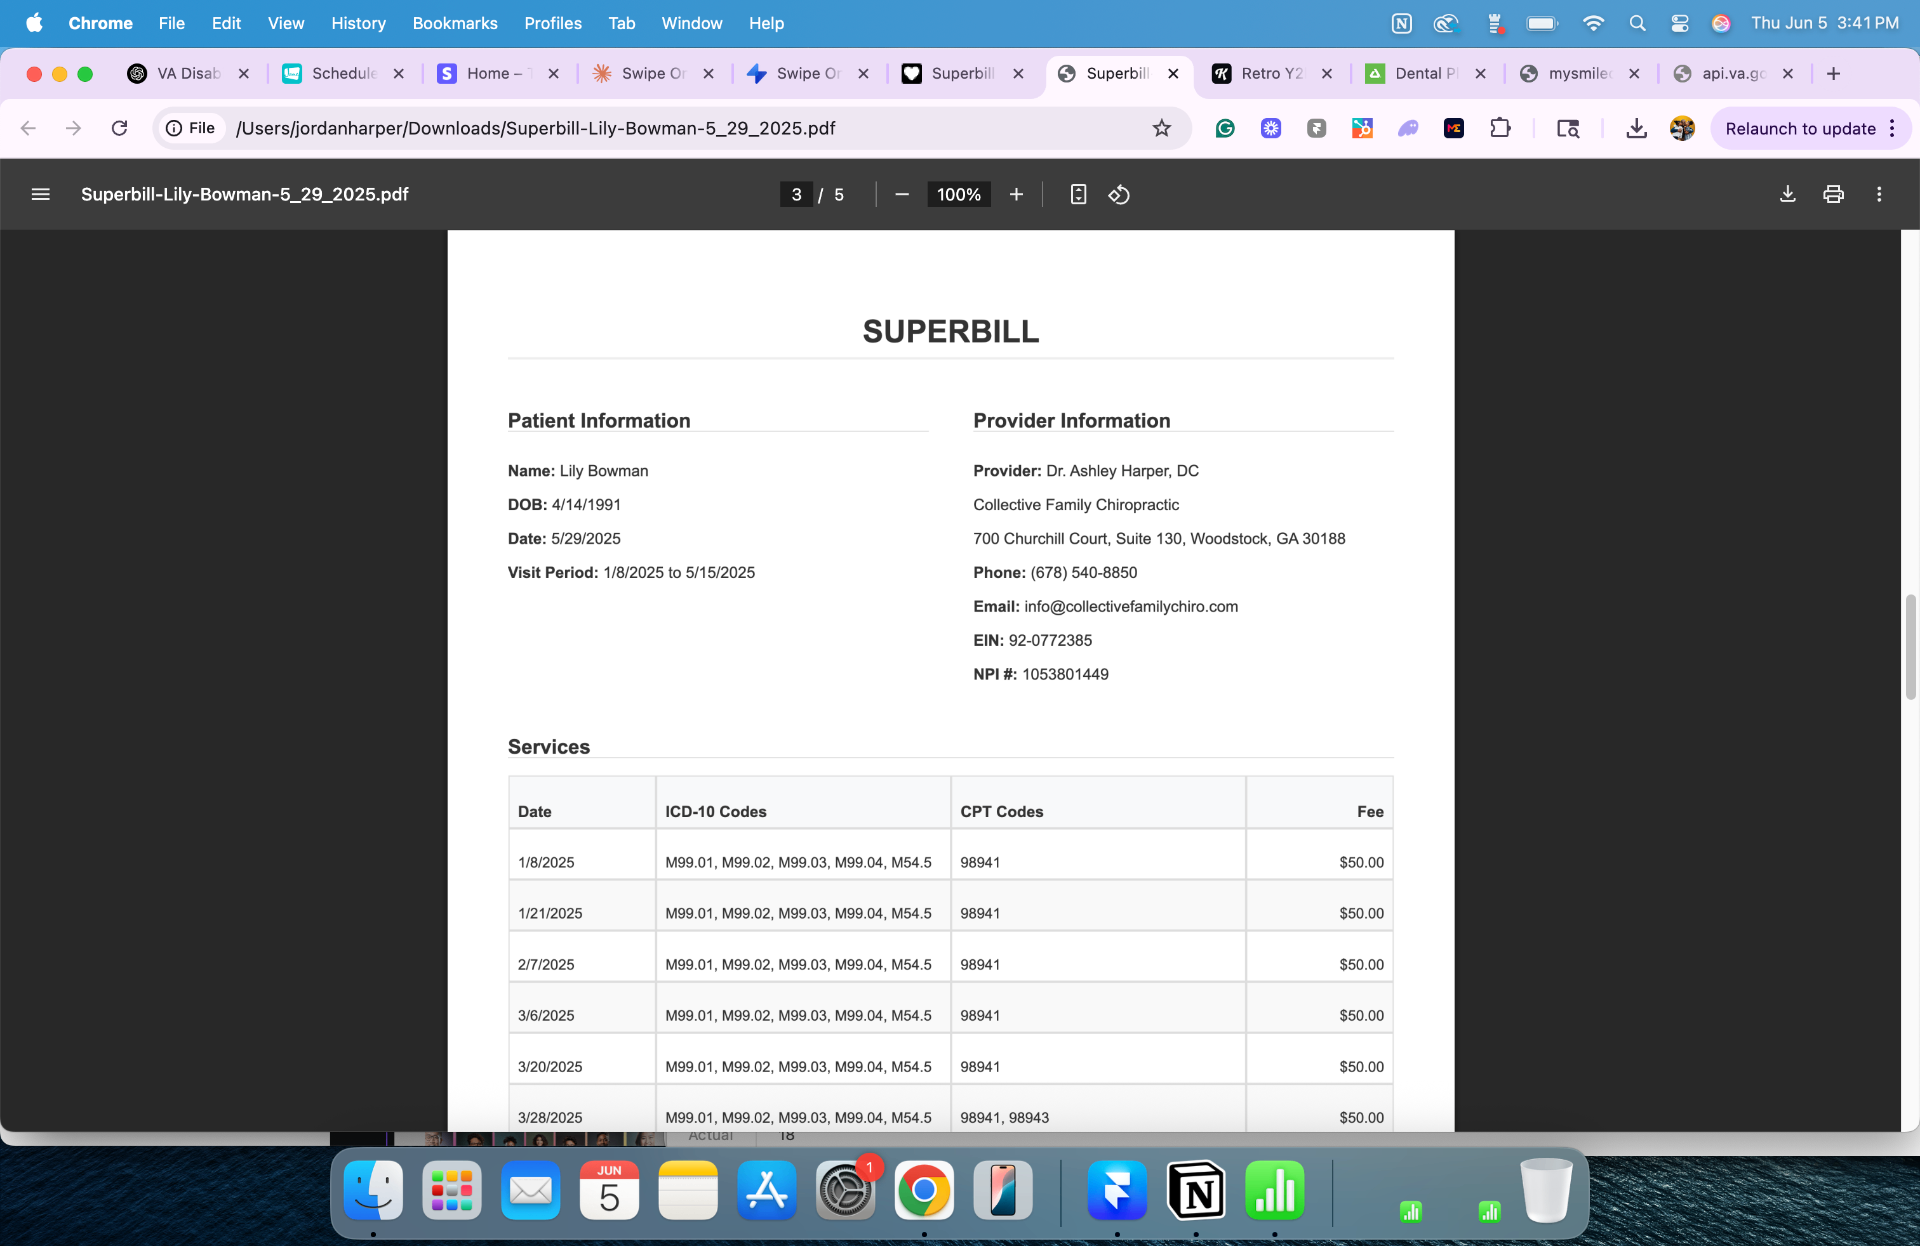 Chrome File Edit View History Bookmarks Profiles Tab Window Help Thu Jun 5 3:41 PM
VA Disab Schedule Home – Swipe Or Swipe Or Superbill Superbill Retro Y2 Dental P mysmile api.va.go
File /Users/jordanharper/Downloads/Superbill-Lily-Bowman-5_29_2025.pdf Relaunch to update
Superbill-Lily-Bowman-5_29_2025.pdf 3 / 5 100%
SUPERBILL
Patient Information
Name: Lily Bowman
DOB: 4/14/1991
Date: 5/29/2025
Visit Period: 1/8/2025 to 5/15/2025
Provider Information
Provider: Dr. Ashley Harper, DC
Collective Family Chiropractic
700 Churchill Court, Suite 130, Woodstock, GA 30188
Phone: (678) 540-8850
Email: info@collectivefamilychiro.com
EIN: 92-0772385
NPI #: 1053801449
Services
Date ICD-10 Codes CPT Codes Fee
1/8/2025 M99.01, M99.02, M99.03, M99.04, M54.5 98941 $50.00
1/21/2025 M99.01, M99.02, M99.03, M99.04, M54.5 98941 $50.00
2/7/2025 M99.01, M99.02, M99.03, M99.04, M54.5 98941 $50.00
3/6/2025 M99.01, M99.02, M99.03, M99.04, M54.5 98941 $50.00
3/20/2025 M99.01, M99.02, M99.03, M99.04, M54.5 98941 $50.00
3/28/2025 M99.01, M99.02, M99.03, M99.04, M54.5 98941, 98943 $50.00
Actual 18
JUN
5
1